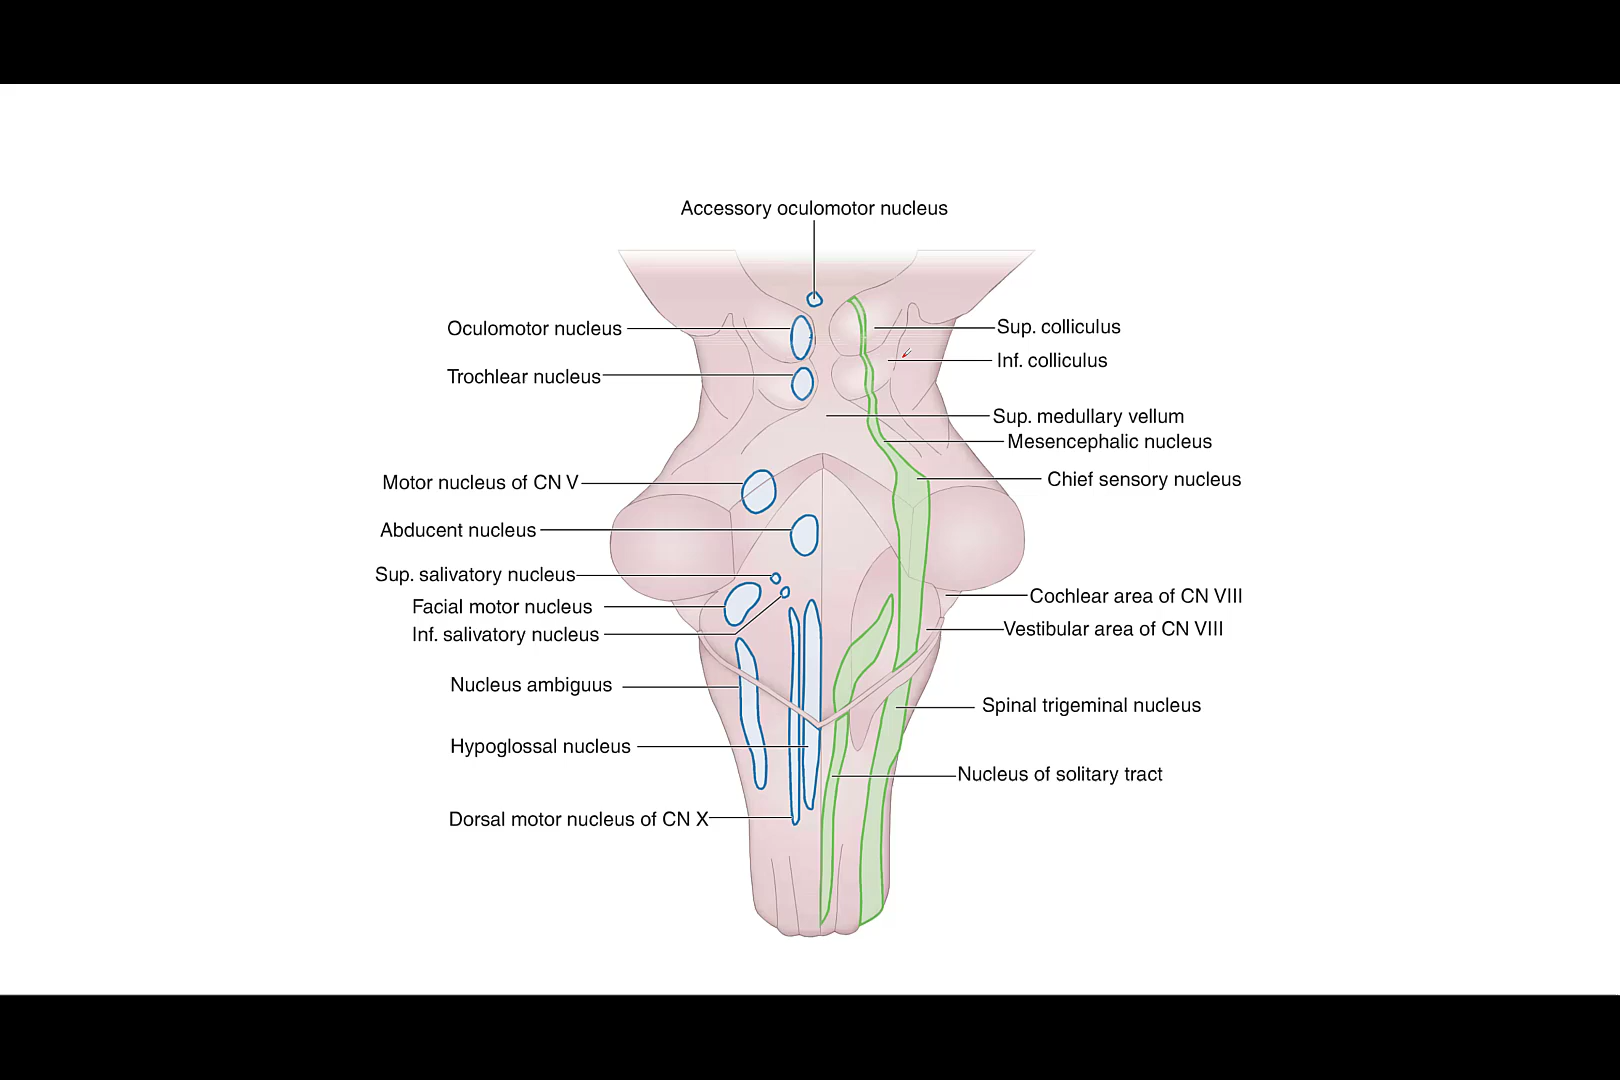 Accessory oculomotor nucleus
Oculomotor nucleus
Trochlear nucleus
Motor nucleus of CN V
Abducent nucleus
Sup. salivatory nucleus
Facial motor nucleus
Inf. salivatory nucleus
Nucleus ambiguus
Hypoglossal nucleus
Dorsal motor nucleus of CN X
Sup. colliculus
Inf. colliculus
Sup. medullary vellum
Mesencephalic nucleus
Chief sensory nucleus
Cochlear area of CN VIII
Vestibular area of CN VIII
Spinal trigeminal nucleus
Nucleus of solitary tract